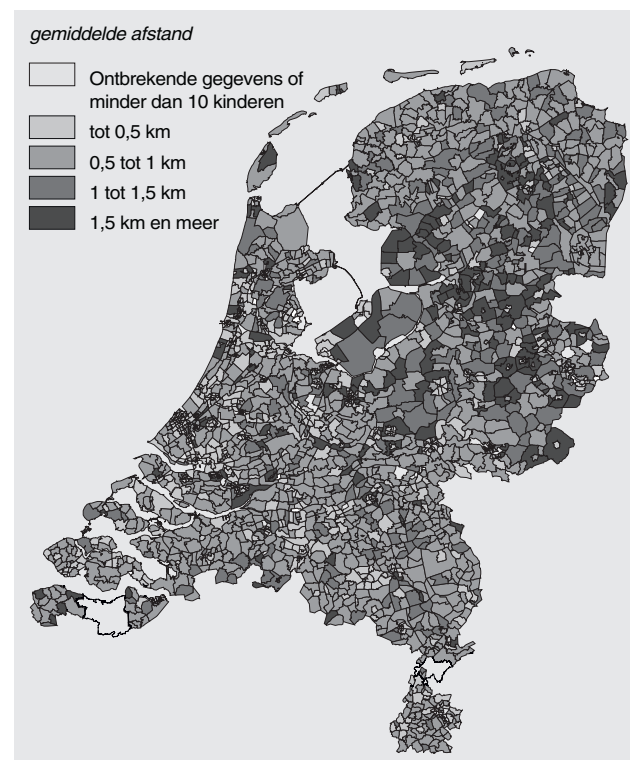 gemiddelde afstand
Ontbrekende gegevens of
minder dan 10 kinderen
tot 0,5 km
0,5 tot 1 km
1 tot 1,5 km
1,5 km en meer